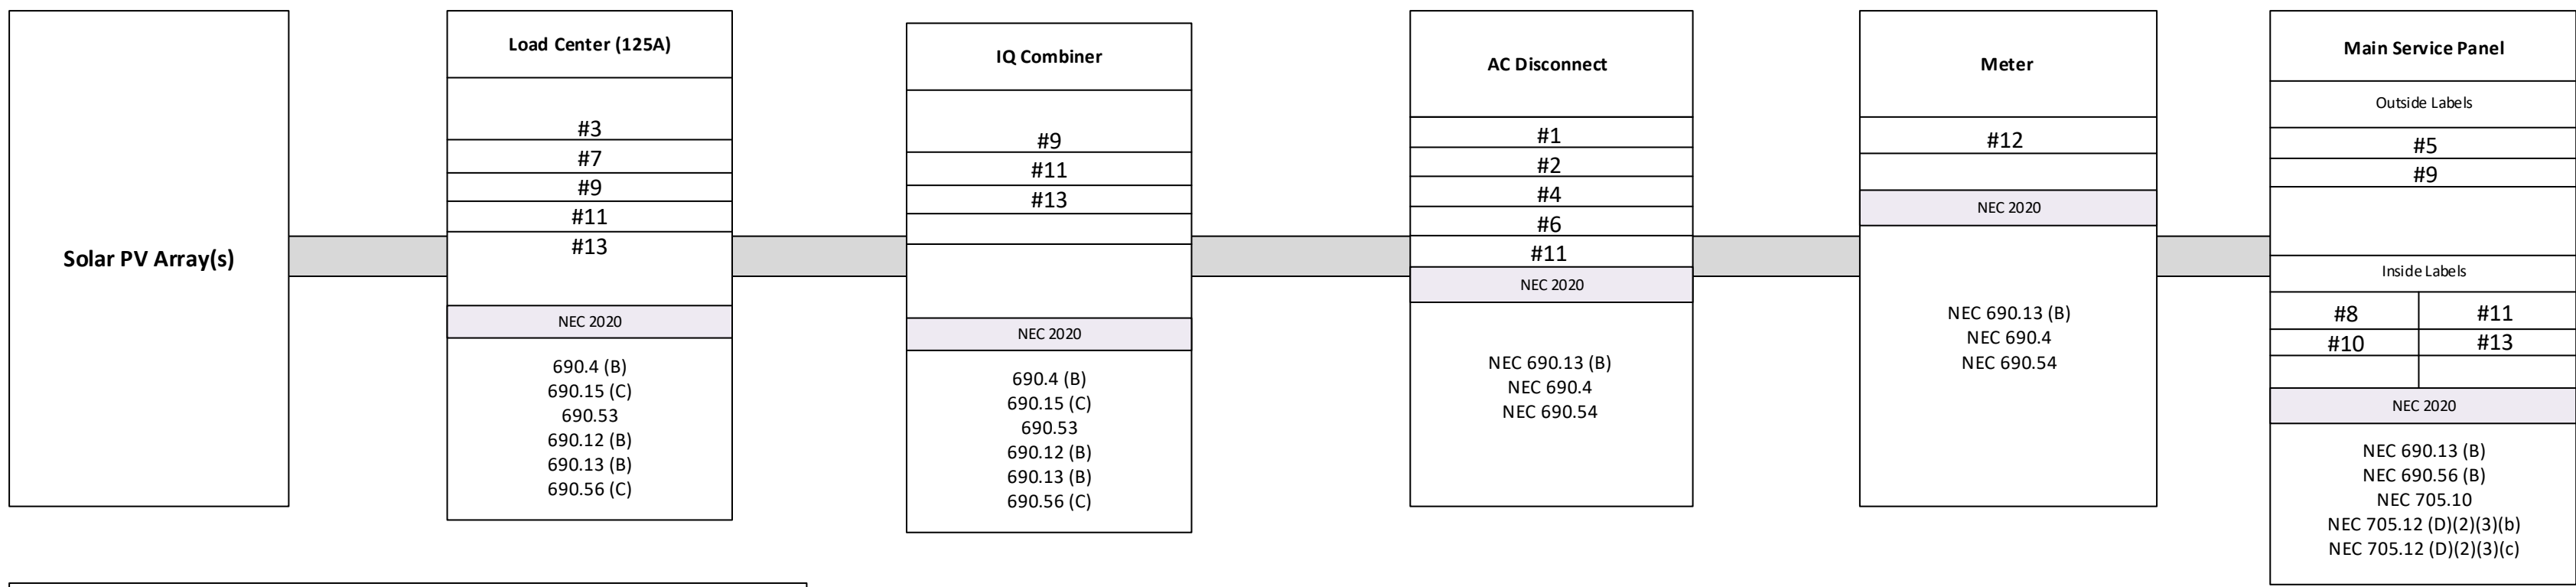 Solar PV Array(s)
Load Center (125A)
#3
#7
#9
#11
#13
NEC 2020
690.4 (B)
690.15 (C)
690.53
690.12 (B)
690.13 (B)
690.56 (C)
IQ Combiner
#9
#11
#13
NEC 2020
690.4 (B)
690.15 (C)
690.53
690.12 (B)
690.13 (B)
690.56 (C)
AC Disconnect
#1
#2
#4
#6
#11
NEC 2020
NEC 690.13 (B)
NEC 690.4
NEC 690.54
Meter
#12
NEC 2020
NEC 690.13 (B)
NEC 690.4
NEC 690.54
Main Service Panel
Outside Labels
#5
#9
Inside Labels
#8 #11
#10 #13
NEC 2020
NEC 690.13 (B)
NEC 690.56 (B)
NEC 705.10
NEC 705.12 (D)(2)(3)(b)
NEC 705.12 (D)(2)(3)(c)